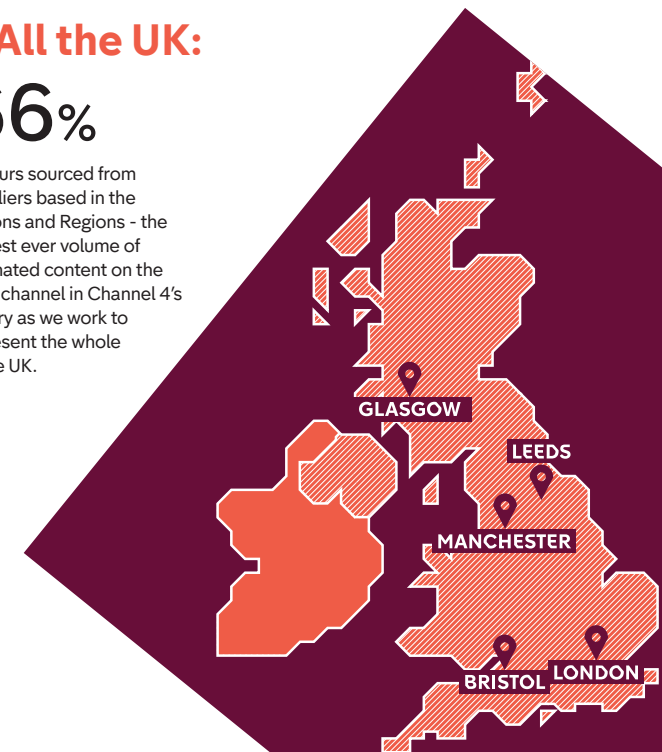 All the UK:
66%
urs sourced from
liers based in the
ons and Regions - the
est ever volume of
nated content on the
channel in Channel 4's
ry as we work to
esent the whole
e UK.
GLASGOW
LEEDS
MANCHESTER
BRISTOL
LONDON